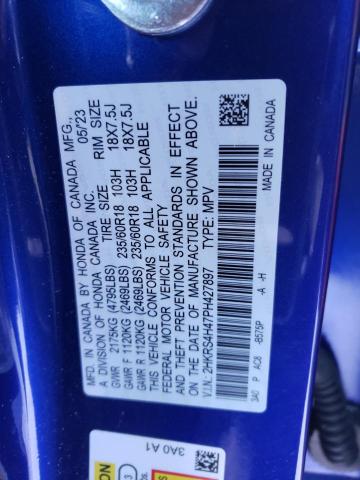 MFD. IN CANADA BY HONDA OF CANADA MFG.,
A DIVISION OF HONDA CANADA INC. 05/23
TIRE SIZE RIM SIZE
GVWR 2175KG (4795LBS)
GAWR F 1120KG (2469LBS) 235/60R18 103H 18X7.5J
GAWR R 1120KG (2469LBS) 235/60R18 103H 18X7.5J
THIS VEHICLE CONFORMS TO ALL APPLICABLE
FEDERAL MOTOR VEHICLE SAFETY
AND THEFT PREVENTION STANDARDS IN EFFECT
ON THE DATE OF MANUFACTURE SHOWN ABOVE.
V.I.N. 2HKRS4H47PH427897 TYPE: MPV
3A0 P AC8 -B575P -A -H
MADE IN CANADA
3A0 A1